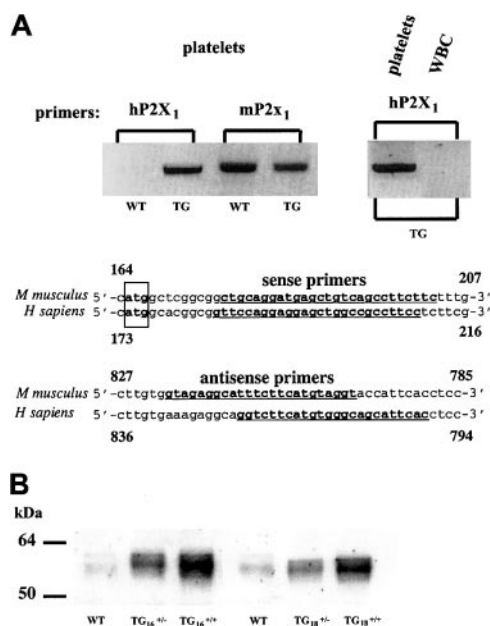 A
platelets
platelets
WBC
primers: hP2X1 mP2x1 hP2X1
WT TG WT TG
TG
164 sense primers 207
M musculus 5'-catggctcggcggctgcaggatgagctgtcagccttcttctttg-3'
H sapiens 5'-catggcacggcggttccaggaggagctggccgccttcctcttcg-3'
173 216
827 antisense primers 785
M musculus 5'-cttgtggtagaggcatttcttcatgtaggtaccattcacctcc-3'
H sapiens 5'-cttgtgaaagaggcaggtcttcatgtgggcagcattcacctcc-3'
836 794
B
kDa
64
50
WT TG16+/- TG16+/+ WT TG18+/- TG18+/+